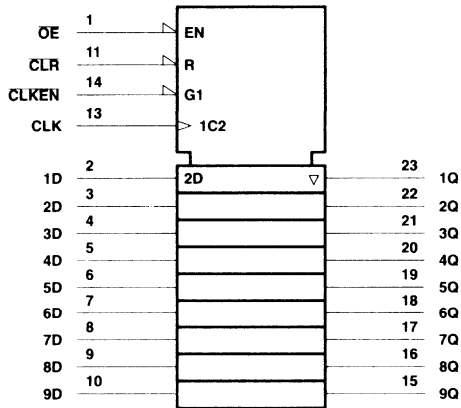 OE 1 EN
CLR 11 R
CLKEN 14 G1
CLK 13 1C2
1D 2 2D ▽ 23 1Q
2D 3 22 2Q
3D 4 21 3Q
4D 5 20 4Q
5D 6 19 5Q
6D 7 18 6Q
7D 8 17 7Q
8D 9 16 8Q
9D 10 15 9Q